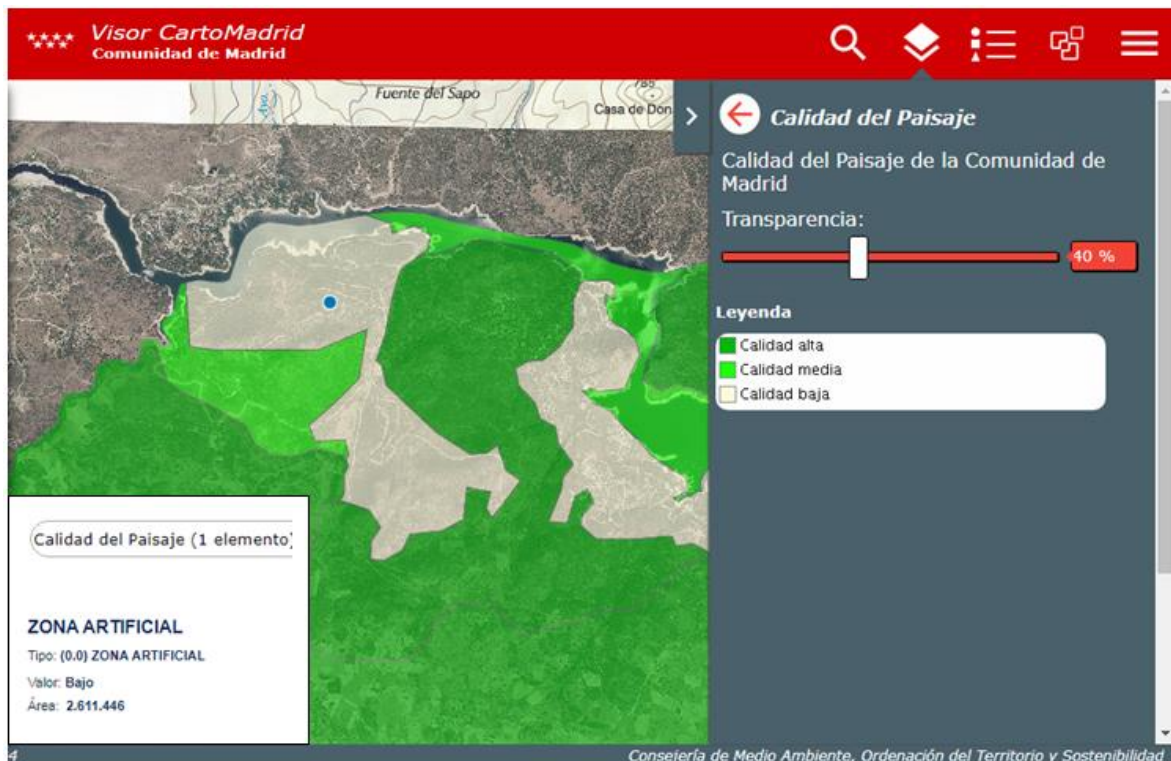 Visor CartoMadrid
Comunidad de Madrid
Fuente del Sapo
785
Casa de Don
Calidad del Paisaje
Calidad del Paisaje de la Comunidad de
Madrid
Transparencia:
40 %
Leyenda
Calidad alta
Calidad media
Calidad baja
Calidad del Paisaje (1 elemento)
ZONA ARTIFICIAL
Tipo: (0.0) ZONA ARTIFICIAL
Valor: Bajo
Área: 2.611.446
4
Consejería de Medio Ambiente, Ordenación del Territorio y Sostenibilidad